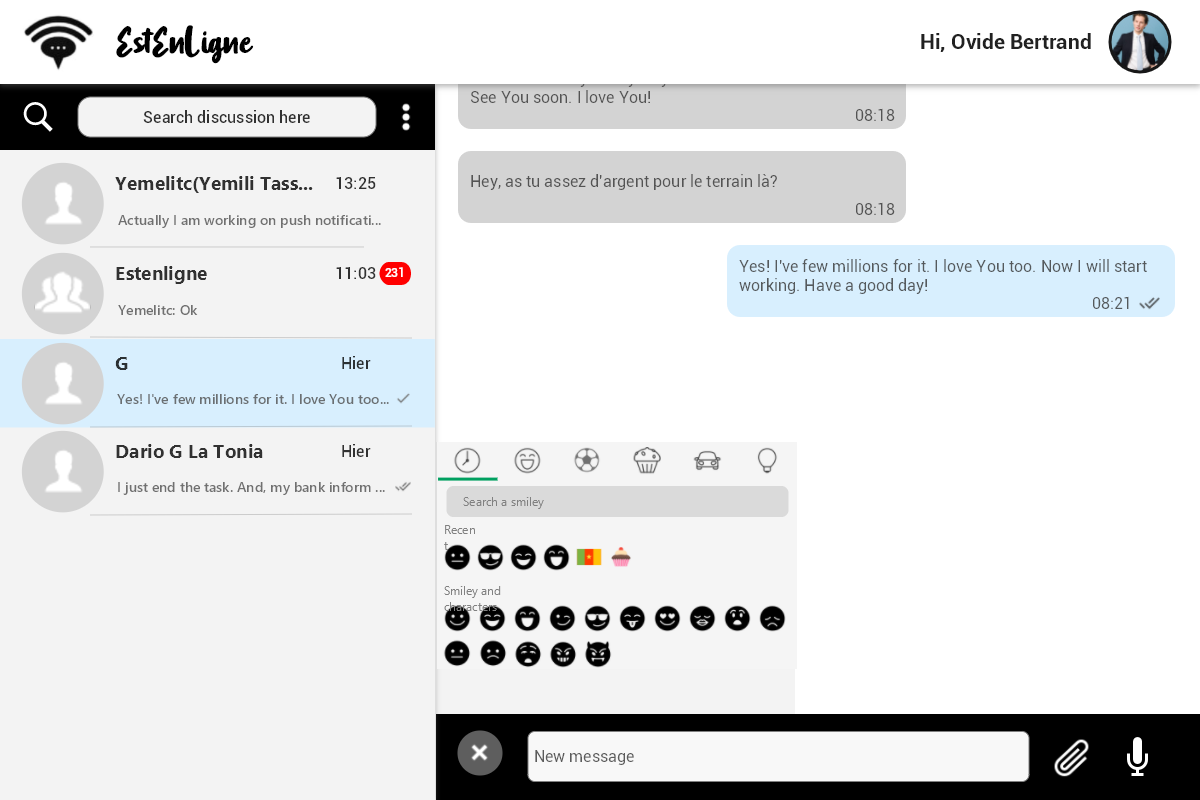 EstEnLigne
Hi, Ovide Bertrand
Search discussion here
Yemelitc(Yemili Tass...
13:25
Actually I am working on push notificati...
Estenligne
11:03
231
Yemelitc: Ok
G
Hier
Yes! I've few millions for it. I love You too...
Dario G La Tonia
Hier
I just end the task. And, my bank inform ...
See You soon. I love You!
08:18
Hey, as tu assez d'argent pour le terrain là?
08:18
Yes! I've few millions for it. I love You too. Now I will start
working. Have a good day!
08:21
Search a smiley
Recen
t
Smiley and
characters
New message